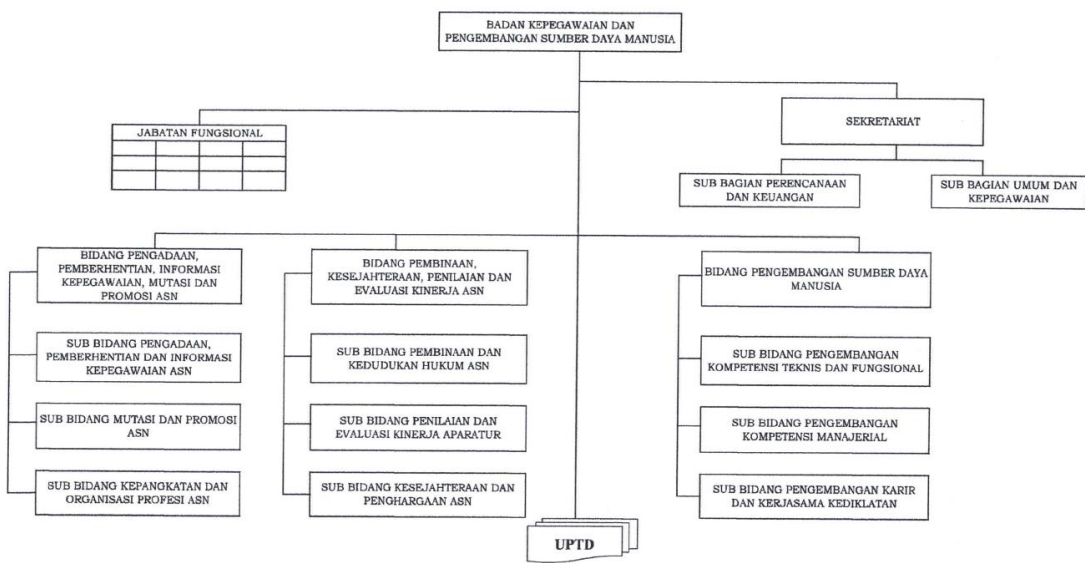 BADAN KEPEGAWAIAN DAN
PENGEMBANGAN SUMBER DAYA MANUSIA
JABATAN FUNGSIONAL
SEKRETARIAT
SUB BAGIAN PERENCANAAN
DAN KEUANGAN
SUB BAGIAN UMUM DAN
KEPEGAWAIAN
BIDANG PENGADAAN,
PEMBERHENTIAN, INFORMASI
KEPEGAWAIAN, MUTASI DAN
PROMOSI ASN
SUB BIDANG PENGADAAN,
PEMBERHENTIAN DAN INFORMASI
KEPEGAWAIAN ASN
SUB BIDANG MUTASI DAN PROMOSI
ASN
SUB BIDANG KEPANGKATAN DAN
ORGANISASI PROFESI ASN
BIDANG PEMBINAAN,
KESEJAHTERAAN, PENILAIAN DAN
EVALUASI KINERJA ASN
SUB BIDANG PEMBINAAN DAN
KEDUDUKAN HUKUM ASN
SUB BIDANG PENILAIAN DAN
EVALUASI KINERJA APARATUR
SUB BIDANG KESEJAHTERAAN DAN
PENGHARGAAN ASN
BIDANG PENGEMBANGAN SUMBER DAYA
MANUSIA
SUB BIDANG PENGEMBANGAN
KOMPETENSI TEKNIS DAN FUNGSIONAL
SUB BIDANG PENGEMBANGAN
KOMPETENSI MANAJERIAL
SUB BIDANG PENGEMBANGAN KARIR
DAN KERJASAMA KEDIKLATAN
UPTD